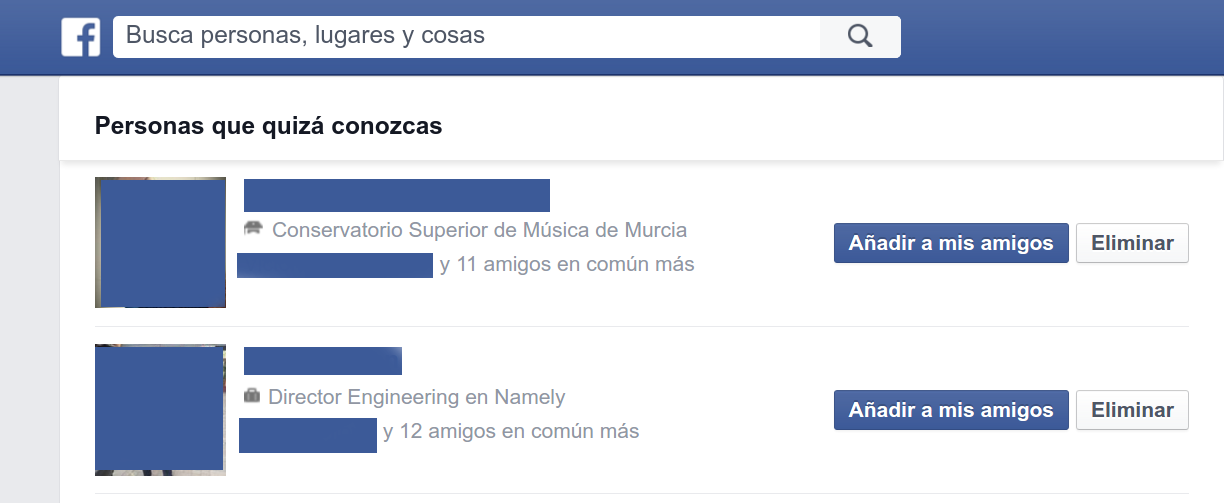 Busca personas, lugares y cosas
Personas que quizá conozcas
Conservatorio Superior de Música de Murcia
y 11 amigos en común más
Añadir a mis amigos
Eliminar
Director Engineering en Namely
y 12 amigos en común más
Añadir a mis amigos
Eliminar